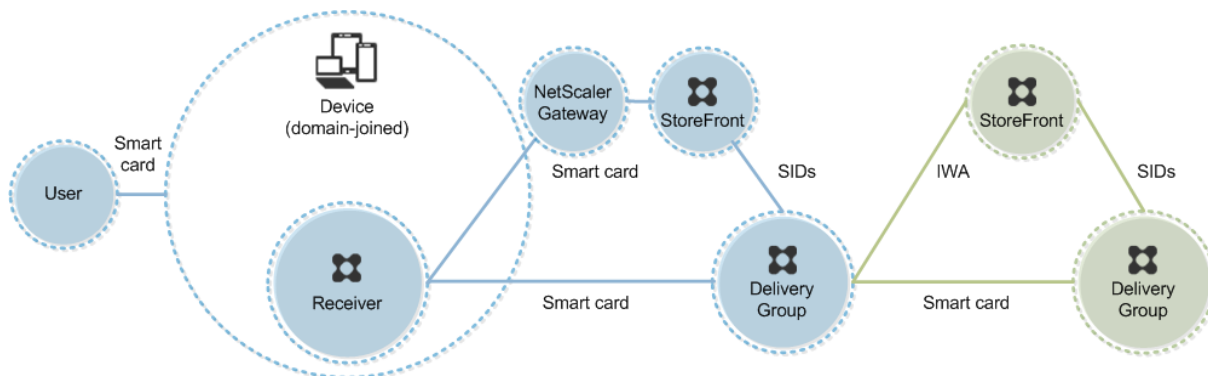 User
Smart
card
Device
(domain-joined)
Receiver
NetScaler
Gateway
StoreFront
Smart card
SIDs
Smart card
Delivery
Group
IWA
StoreFront
SIDs
Smart card
Delivery
Group